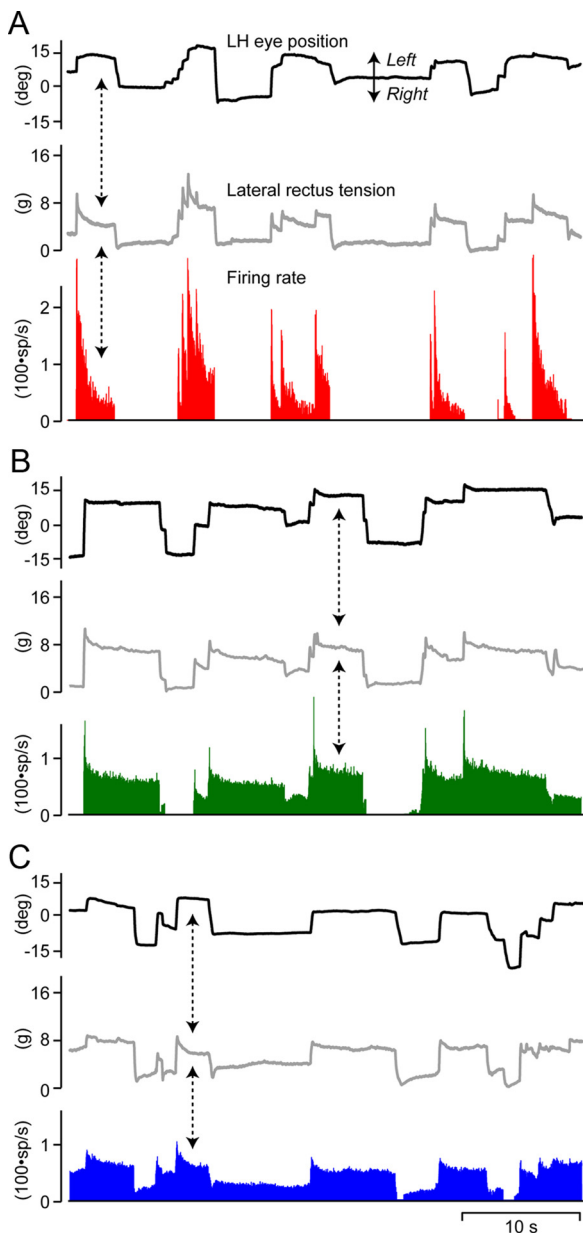 A
LH eye position
15
0
-15
(deg)
Left
Right
16
8
0
(g)
Lateral rectus tension
Firing rate
2
1
0
(100•sp/s)
B
15
0
-15
(deg)
16
8
0
(g)
1
0
(100•sp/s)
C
15
0
-15
(deg)
16
8
0
(g)
1
0
(100•sp/s)
10 s